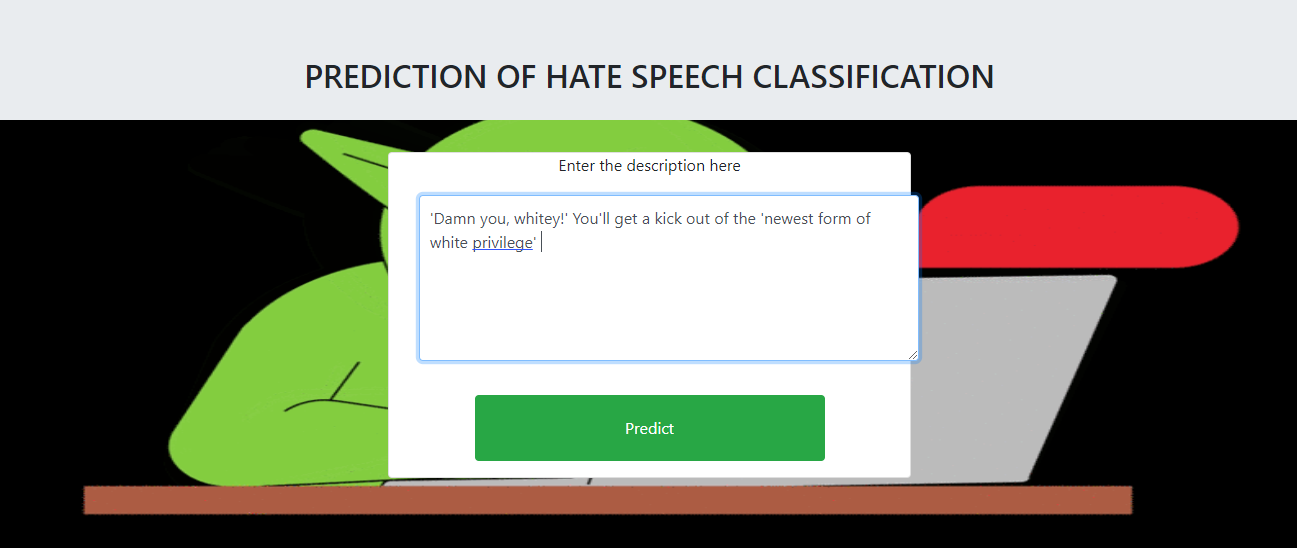 PREDICTION OF HATE SPEECH CLASSIFICATION
Enter the description here
'Damn you, whitey!' You'll get a kick out of the 'newest form of
white privilege'
Predict